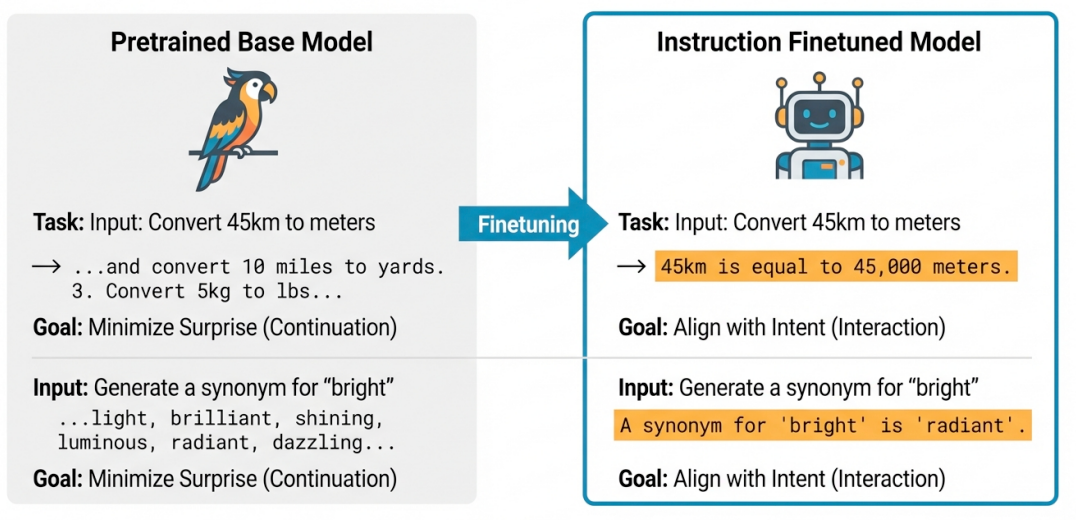 Pretrained Base Model
Task: Input: Convert 45km to meters
→ ...and convert 10 miles to yards.
3. Convert 5kg to lbs...
Goal: Minimize Surprise (Continuation)
Input: Generate a synonym for “bright”
...light, brilliant, shining,
luminous, radiant, dazzling...
Goal: Minimize Surprise (Continuation)
Finetuning
Instruction Finetuned Model
Task: Input: Convert 45km to meters
→ 45km is equal to 45,000 meters.
Goal: Align with Intent (Interaction)
Input: Generate a synonym for “bright”
A synonym for 'bright' is 'radiant'.
Goal: Align with Intent (Interaction)